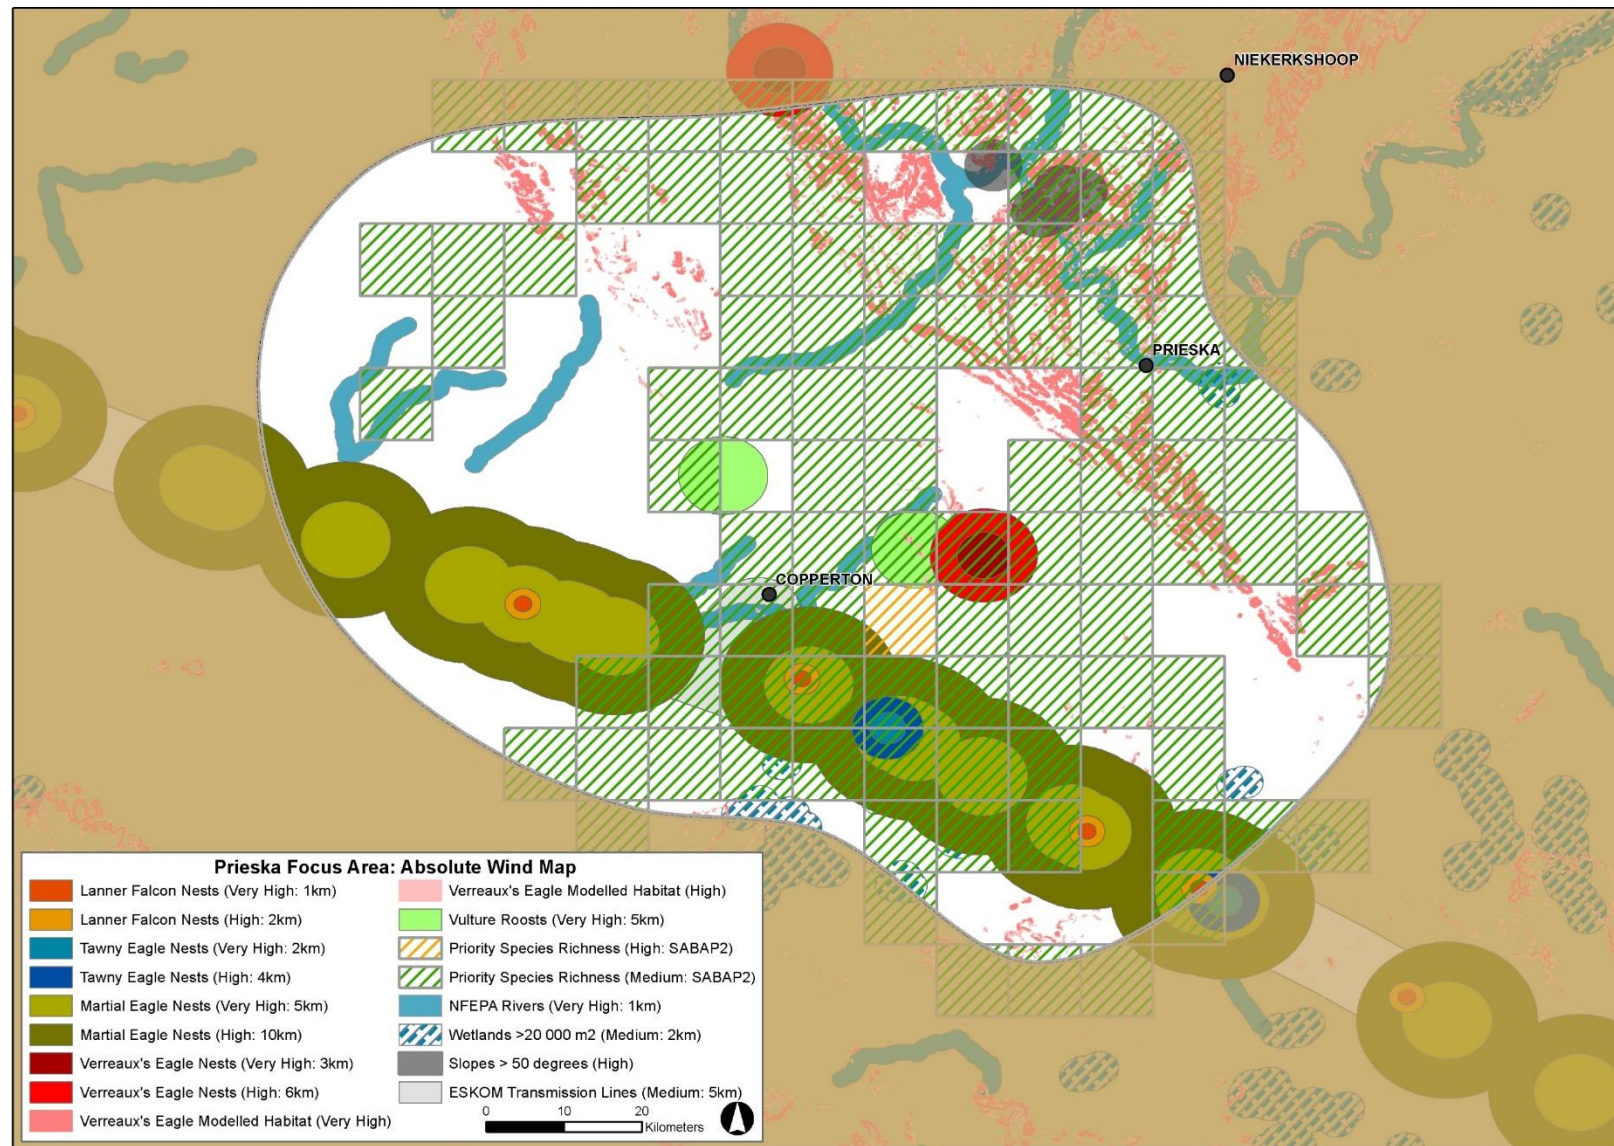 NIEKERKSHOOP
PRIESKA
COPPERTON
Prieska Focus Area: Absolute Wind Map
Lanner Falcon Nests (Very High: 1km)
Lanner Falcon Nests (High: 2km)
Tawny Eagle Nests (Very High: 2km)
Tawny Eagle Nests (High: 4km)
Martial Eagle Nests (Very High: 5km)
Martial Eagle Nests (High: 10km)
Verreaux's Eagle Nests (Very High: 3km)
Verreaux's Eagle Nests (High: 6km)
Verreaux's Eagle Modelled Habitat (Very High)
Verreaux's Eagle Modelled Habitat (High)
Vulture Roosts (Very High: 5km)
Priority Species Richness (High: SABAP2)
Priority Species Richness (Medium: SABAP2)
NFEPA Rivers (Very High: 1km)
Wetlands >20 000 m2 (Medium: 2km)
Slopes > 50 degrees (High)
ESKOM Transmission Lines (Medium: 5km)
0 10 20
Kilometers